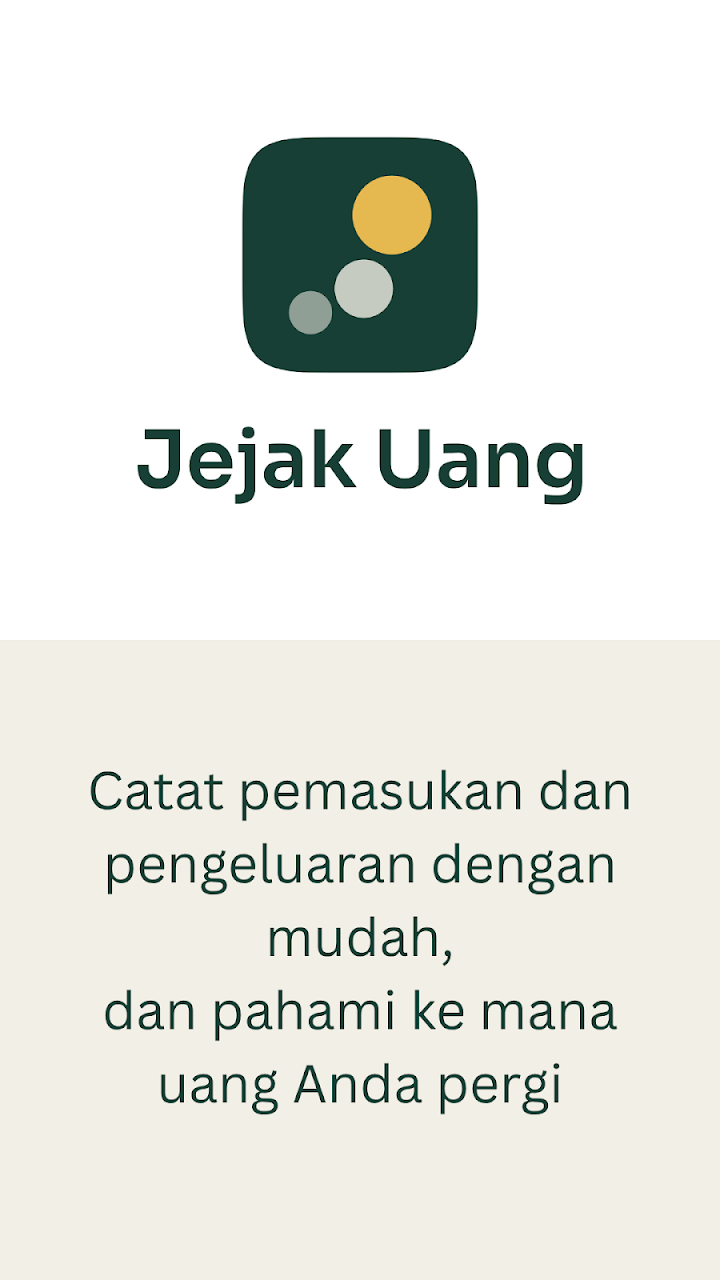 Jejak Uang
Catat pemasukan dan
pengeluaran dengan
mudah,
dan pahami ke mana
uang Anda pergi